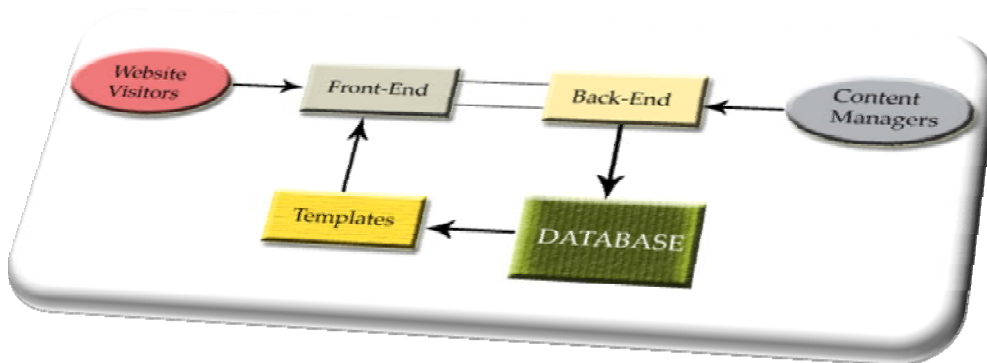 Website
Visitors
Front-End
Back-End
Content
Managers
Templates
DATABASE